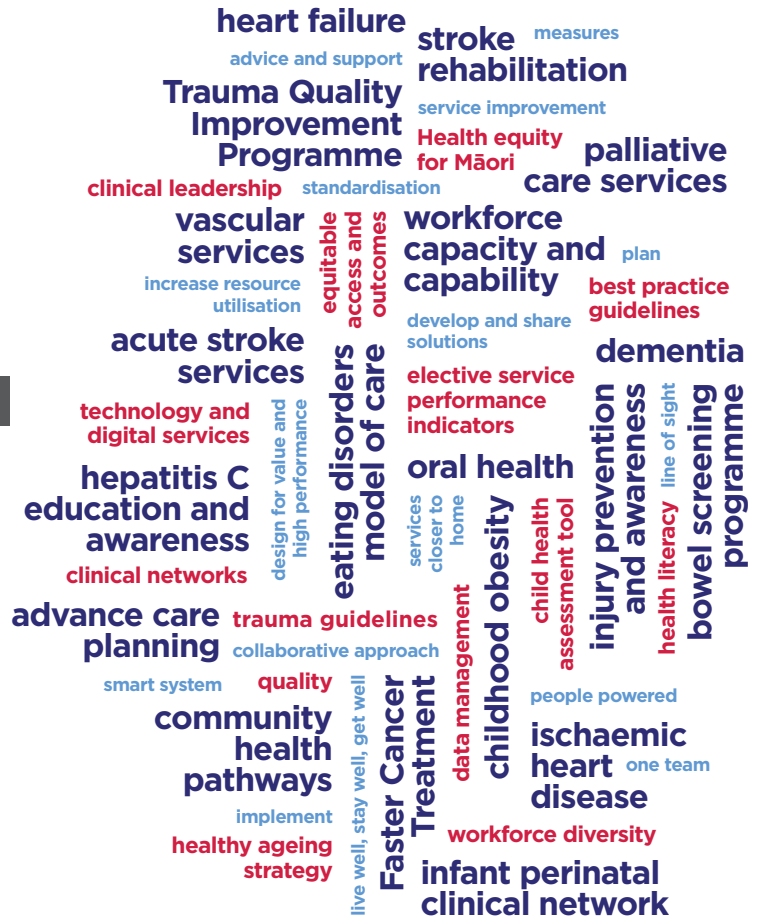 heart failure
advice and support
stroke
rehabilitation
measures
Trauma Quality
Improvement
Programme
service improvement
Health equity
for Māori
palliative
care services
clinical leadership
standardisation
vascular
services
equitable
access and
outcomes
workforce
capacity and
capability
plan
increase resource
utilisation
best practice
guidelines
develop and share
solutions
acute stroke
services
dementia
eating disorders
model of care
elective service
performance
indicators
technology and
digital services
design for value and
high performance
injury prevention
and awareness
line of sight
bowel screening
programme
oral health
hepatitis C
education and
awareness
services
closer to
home
childhood obesity
child health
assessment tool
health literacy
clinical networks
advance care
planning
trauma guidelines
collaborative approach
data management
smart system
quality
live well, stay well, get well
Faster Cancer
Treatment
people powered
community
health
pathways
ischaemic
heart
disease
one team
implement
healthy ageing
strategy
workforce diversity
infant perinatal
clinical network